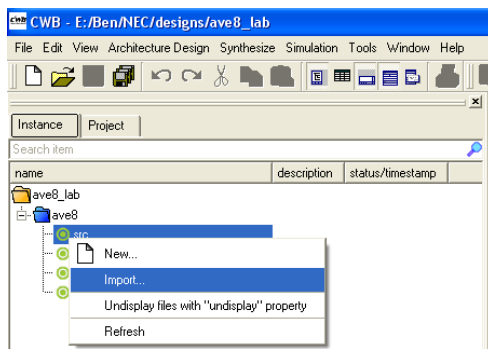 CWB CWB - E:/Ben/NEC/designs/ave8_lab
File Edit View Architecture Design Synthesize Simulation Tools Window Help
Instance Project
Search item
name description status/timestamp
ave8_lab
ave8
src
New...
Import...
Undisplay files with "undisplay" property
Refresh